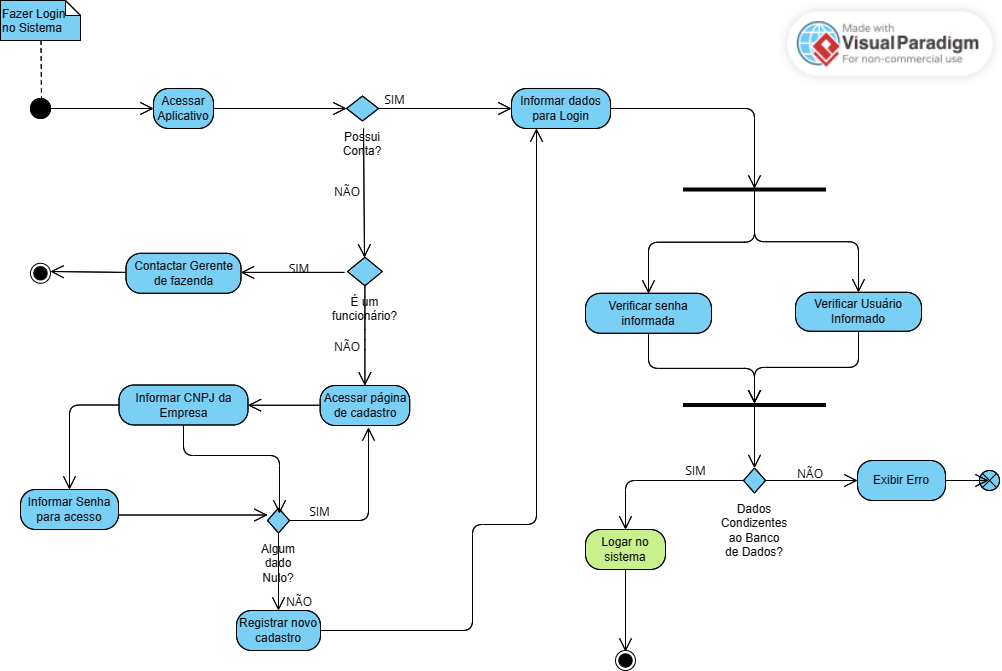 Fazer Login
no Sistema
Made with
Visual Paradigm
For non-commercial use
Acessar
Aplicativo
SIM
Informar dados
para Login
Possui
Conta?
NÃO
Contactar Gerente
de fazenda
SIM
É um
funcionário?
Verificar senha
informada
Verificar Usuário
Informado
NÃO
Informar CNPJ da
Empresa
Acessar página
de cadastro
SIM
NÃO
Exibir Erro
Informar Senha
para acesso
SIM
Dados
Condizentes
ao Banco
de Dados?
Logar no
sistema
Algum
dado
Nulo?
NÃO
Registrar novo
cadastro